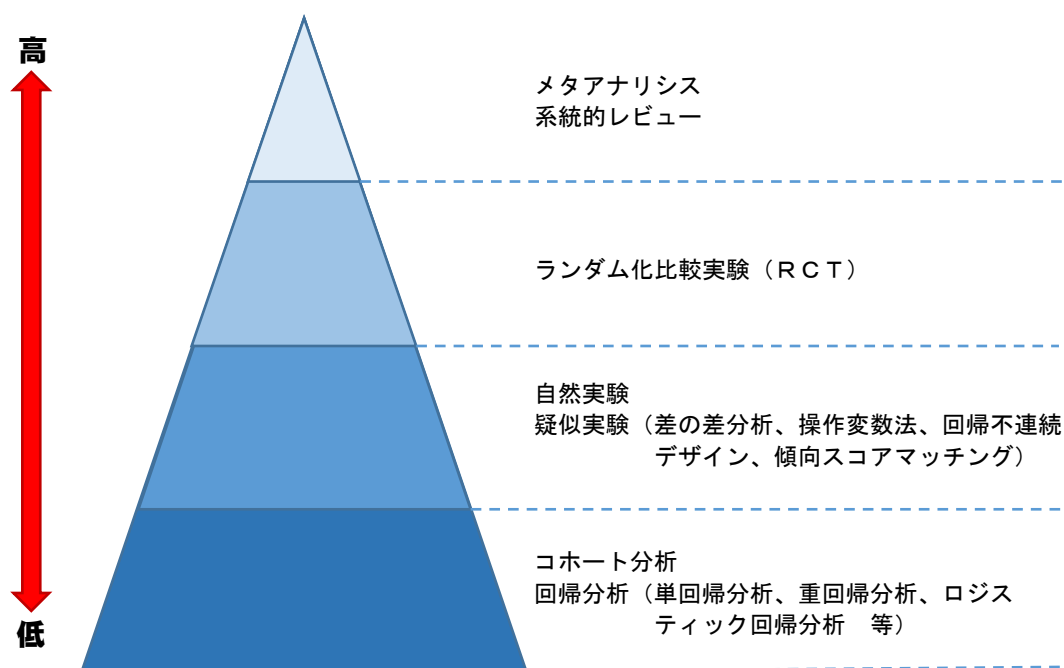 高
メタアナリシス
系統的レビュー
ランダム化比較実験（ＲＣＴ）
自然実験
疑似実験（差の差分析、操作変数法、回帰不連続
デザイン、傾向スコアマッチング）
コホート分析
回帰分析（単回帰分析、重回帰分析、ロジス
ティック回帰分析　等）
低